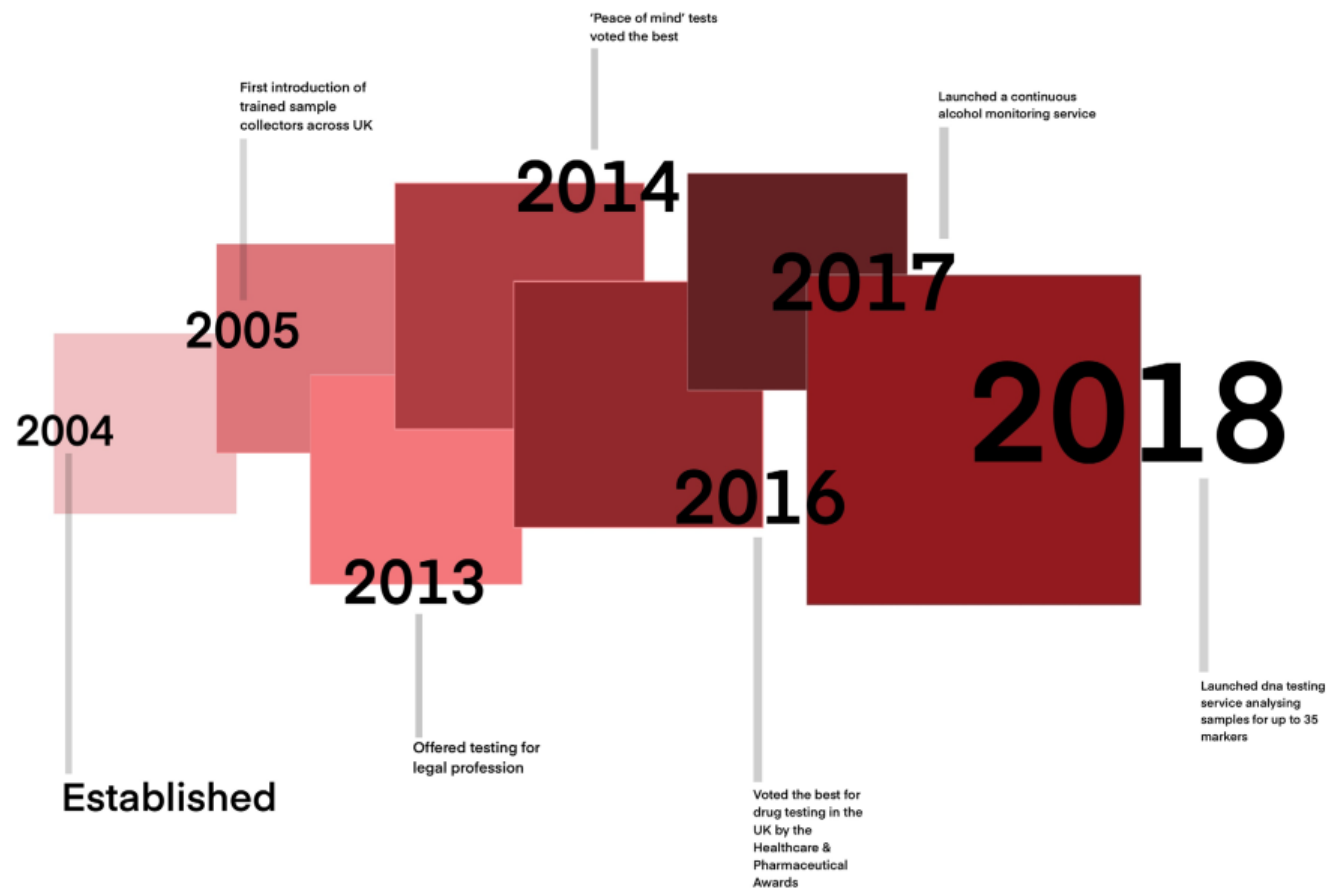 'Peace of mind' tests
voted the best
First introduction of
trained sample
collectors across UK
Launched a continuous
alcohol monitoring service
2014
2017
2005
2018
2004
2016
2013
Launched dna testing
service analysing
samples for up to 35
markers
Offered testing for
legal profession
Established
Voted the best for
drug testing in the
UK by the
Healthcare &
Pharmaceutical
Awards